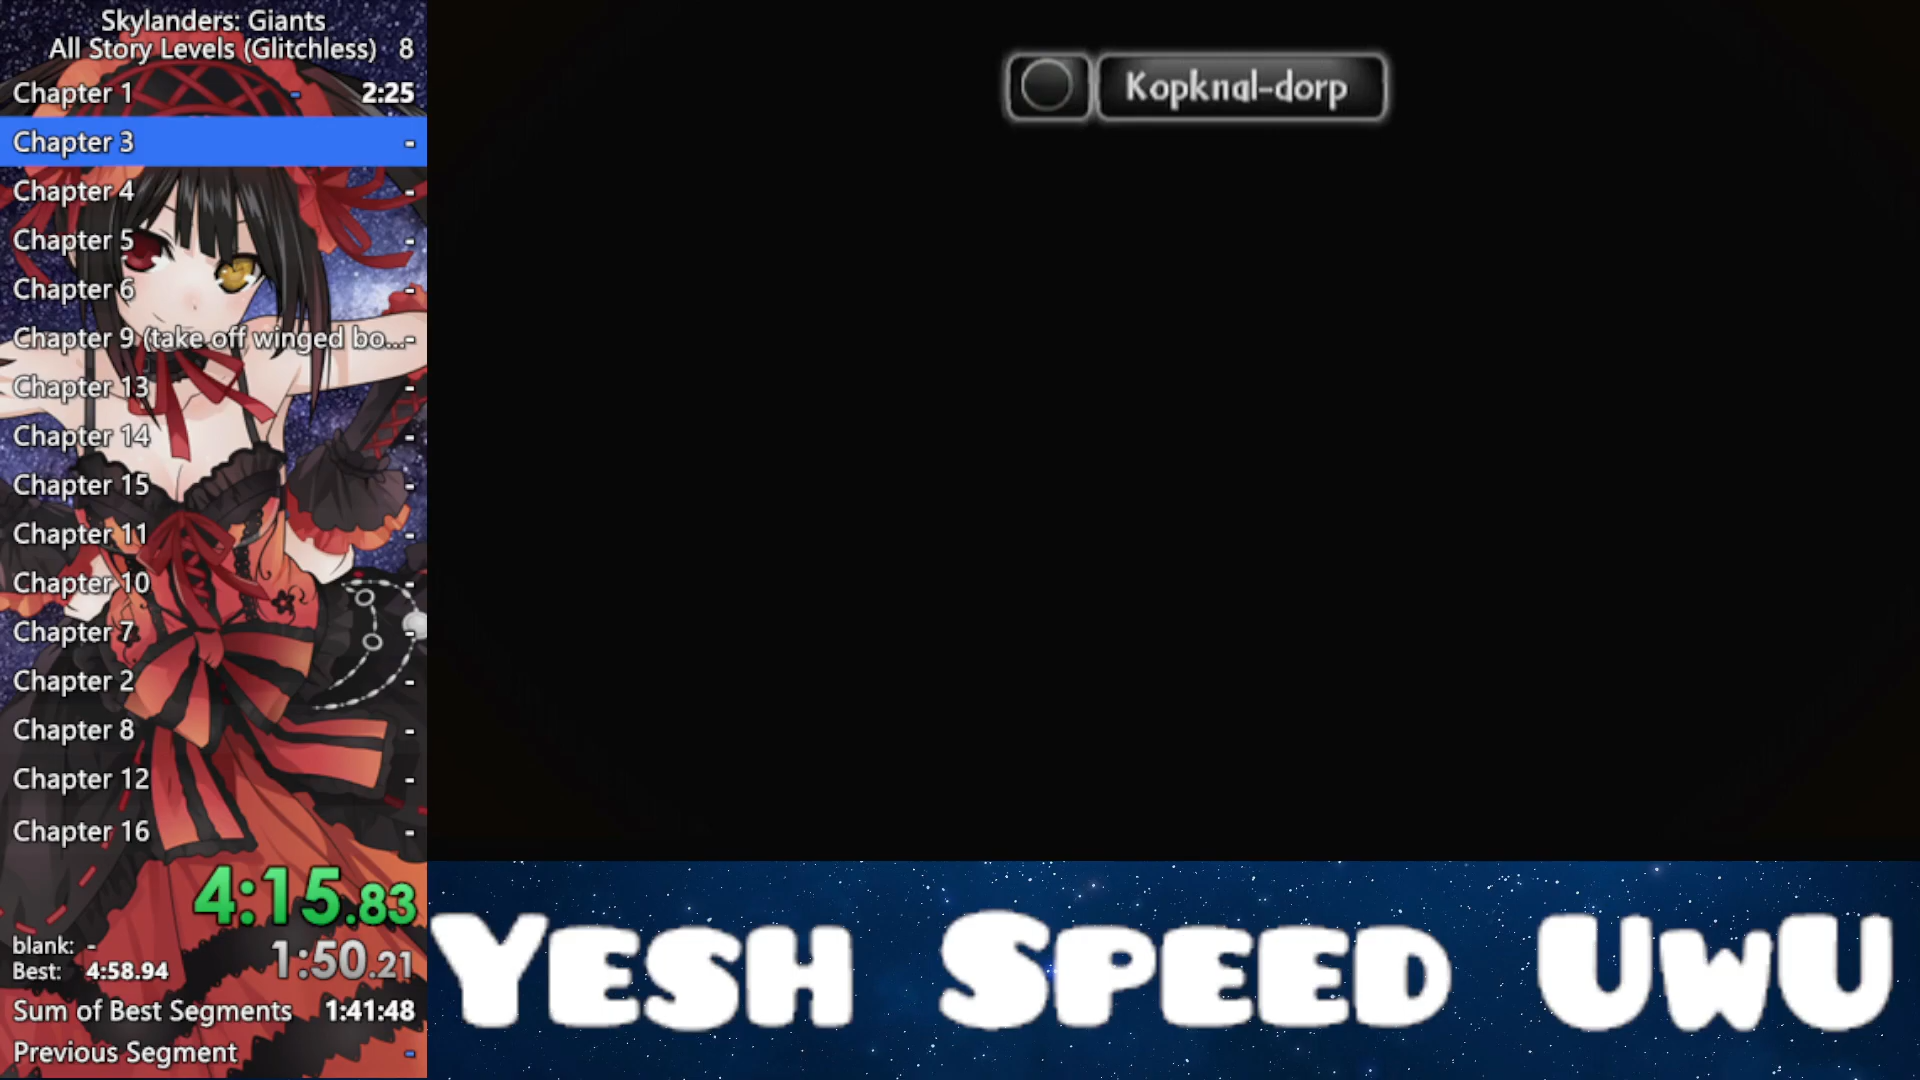 Skylanders: Giants
All Story Levels (Glitchless) 8
Chapter 1 - 2:25
Chapter 3 -
Chapter 4 -
Chapter 5 -
Chapter 6 -
Chapter 9 (take off winged bo...-
Chapter 13 -
Chapter 14 -
Chapter 15 -
Chapter 11 -
Chapter 10 -
Chapter 7 -
Chapter 2 -
Chapter 8 -
Chapter 12 -
Chapter 16 -
4:15.83
blank: -
Best: 4:58.94 1:50.21
Sum of Best Segments 1:41:48
Previous Segment -
Kopknal-dorp
Yesh Speed UwU